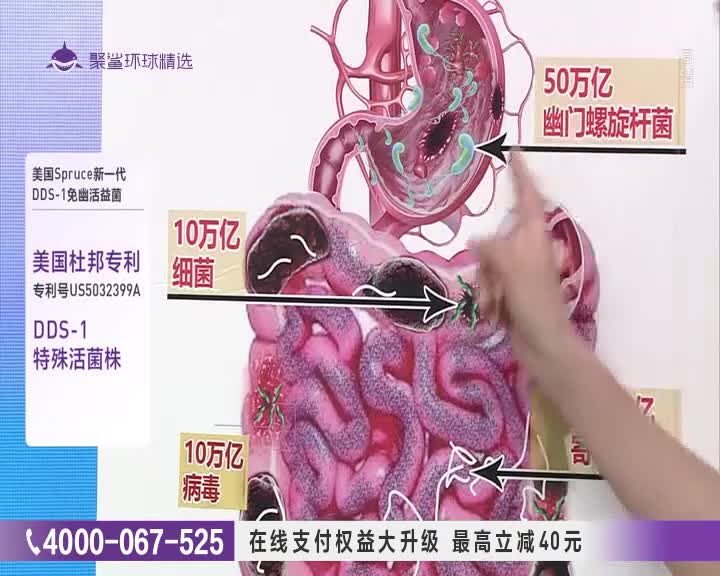 聚鲨环球精选
50万亿
幽门螺旋杆菌
美国Spruce新一代
DDS-1免幽活益菌
美国杜邦专利
专利号US5032399A
DDS-1
特殊活菌株
10万亿
细菌
亿
寄
10万亿
病毒
4000-067-525
在线支付权益大升级 最高立减40元